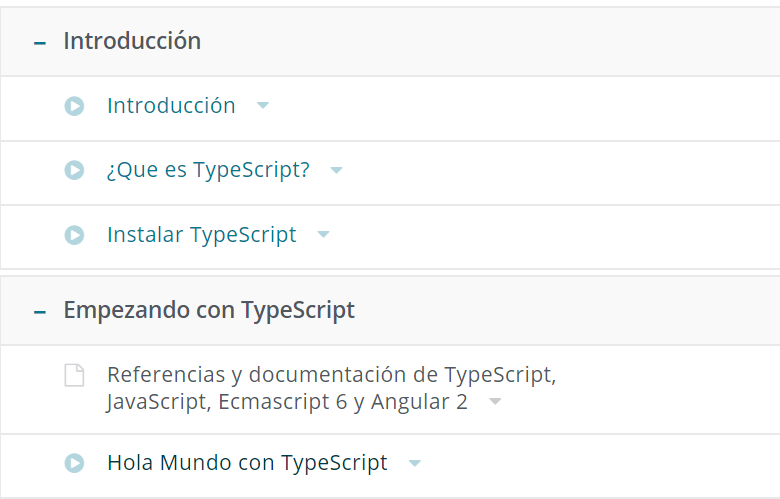 Introducción
Introducción
¿Que es TypeScript?
Instalar TypeScript
Empezando con TypeScript
Referencias y documentación de TypeScript,
JavaScript, Ecmascript 6 y Angular 2
Hola Mundo con TypeScript